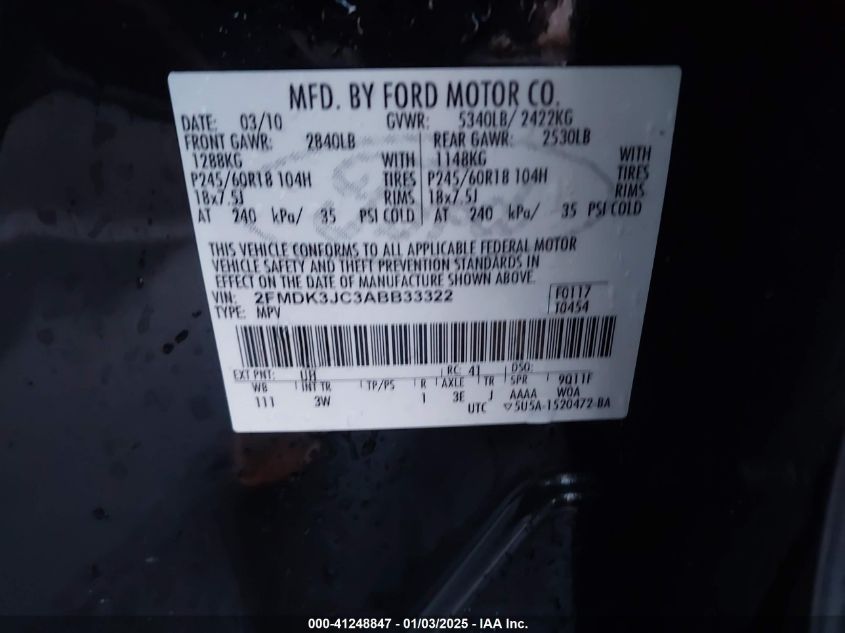 MFD. BY FORD MOTOR CO.
DATE: 03/10 GVWR: 5340LB/ 2422KG
FRONT GAWR: 2840LB REAR GAWR: 2530LB
1288KG WITH 1148KG WITH
P245/60R18 104H TIRES P245/60R18 104H TIRES
18x7.5J RIMS 18x7.5J RIMS
AT 240 kPa/ 35 PSI COLD AT 240 kPa/ 35 PSI COLD
THIS VEHICLE CONFORMS TO ALL APPLICABLE FEDERAL MOTOR
VEHICLE SAFETY AND THEFT PREVENTION STANDARDS IN
EFFECT ON THE DATE OF MANUFACTURE SHOWN ABOVE.
VIN: 2FMDK3JC3ABB33322 F0117
TYPE: MPV T0454
EXT PNT: UH RC: 41 DSO:
WB INT TR TP/PS R AXLE TR SPR 9Q11F
111 3W 1 3E J AAAA W0A
UTC ▽5U5A-1520472-BA
000-41248847 - 01/03/2025 - IAA Inc.